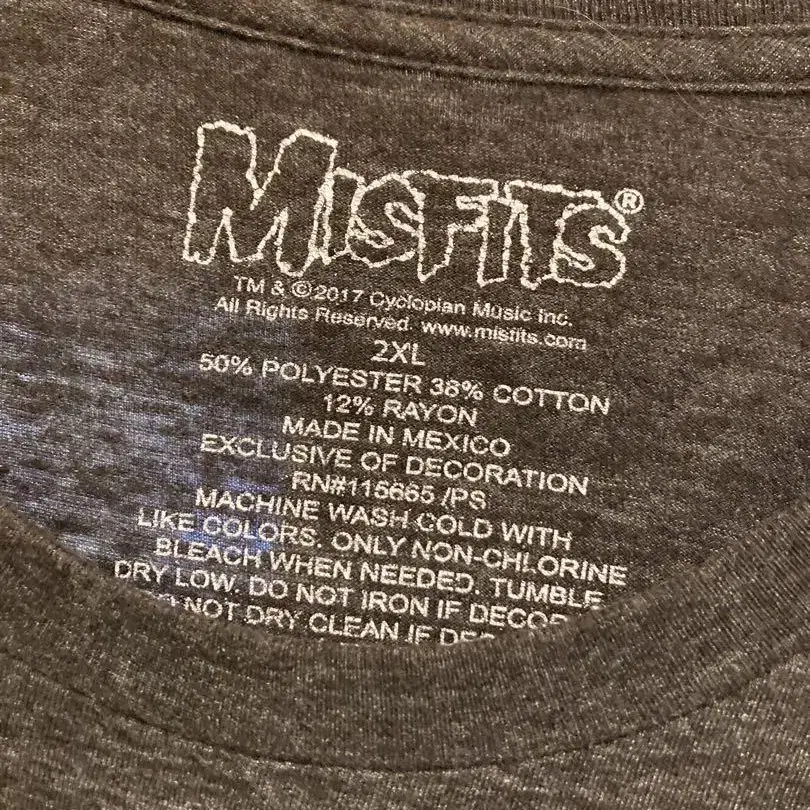 MISFITS®
TM & ©2017 Cyclopian Music Inc.
All Rights Reserved. www.misfits.com
2XL
50% POLYESTER 38% COTTON
12% RAYON
MADE IN MEXICO
EXCLUSIVE OF DECORATION
RN#115665 /PS
MACHINE WASH COLD WITH
LIKE COLORS. ONLY NON-CHLORINE
BLEACH WHEN NEEDED. TUMBLE
DRY LOW. DO NOT IRON IF
NOT DRY CLEAN IF